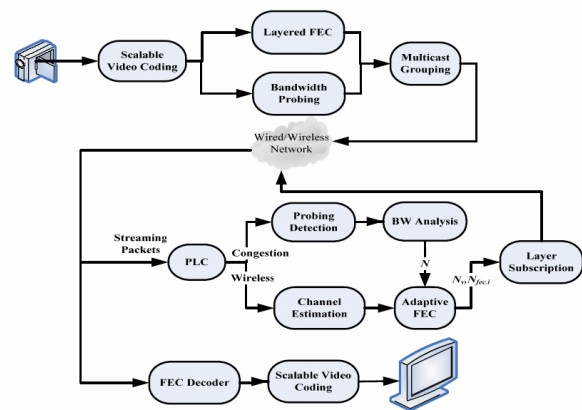 Scalable
Video Coding
Layered FEC
Bandwidth
Probing
Multicast
Grouping
Wired/Wireless
Network
Streaming
Packets
PLC
Congestion
Wireless
Probing
Detection
BW Analysis
N
Channel
Estimation
Adaptive
FEC
Nv,Nfec,i
Layer
Subscription
FEC Decoder
Scalable Video
Coding